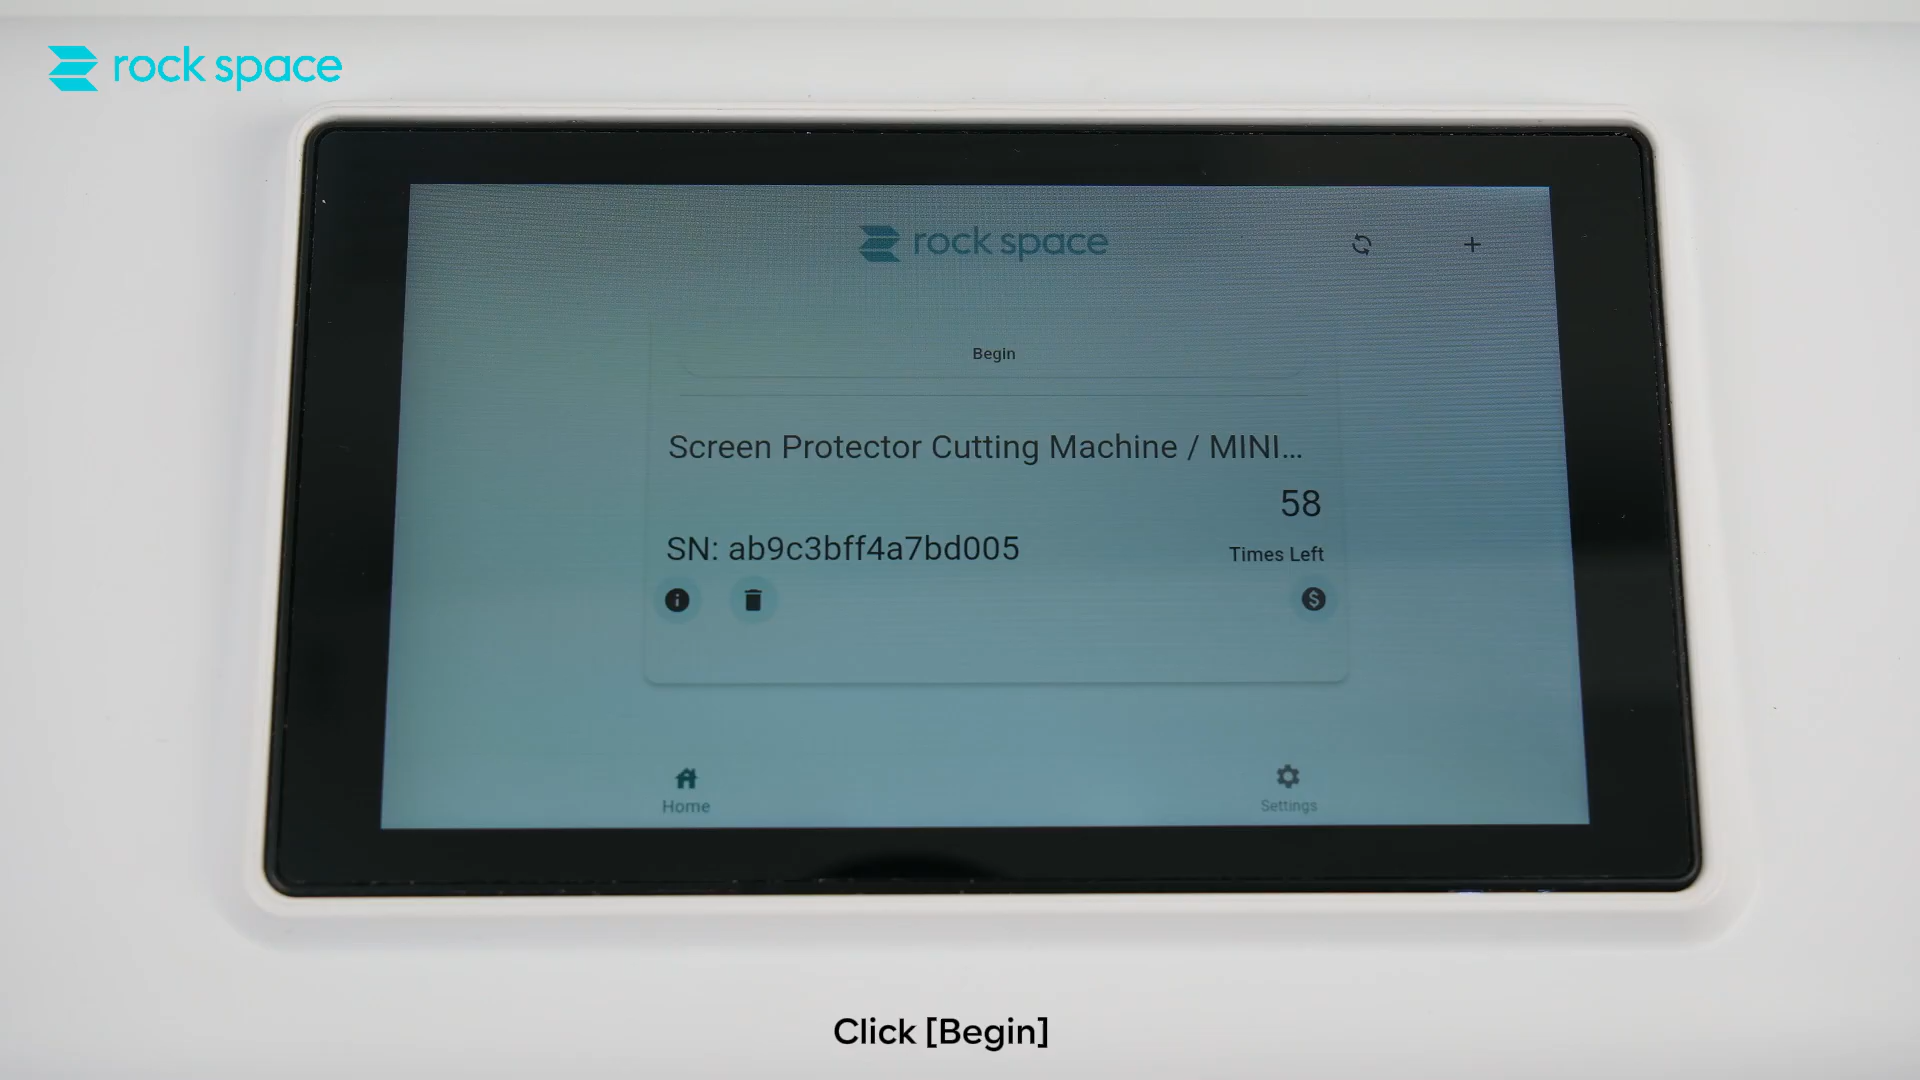 rock space
rock space
Begin
Screen Protector Cutting Machine / MINI...
58
SN: ab9c3bff4a7bd005
Times Left
Home
Settings
Click [Begin]